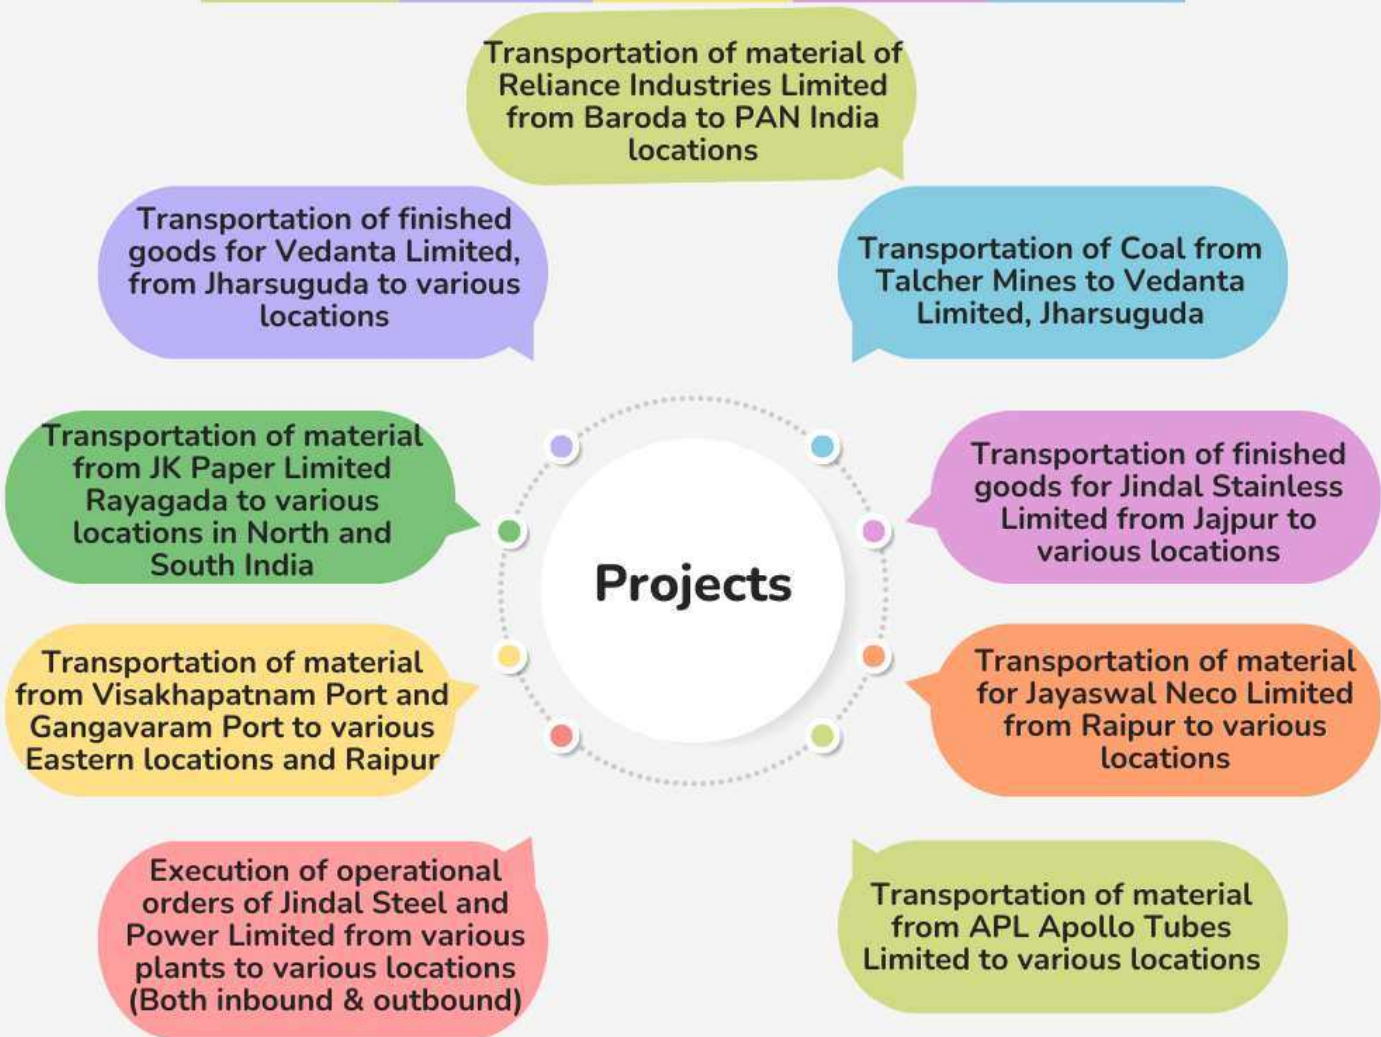 Transportation of material of
Reliance Industries Limited
from Baroda to PAN India
locations
Transportation of finished
goods for Vedanta Limited,
from Jharsuguda to various
locations
Transportation of Coal from
Talcher Mines to Vedanta
Limited, Jharsuguda
Transportation of material
from JK Paper Limited
Rayagada to various
locations in North and
South India
Transportation of finished
goods for Jindal Stainless
Limited from Jajpur to
various locations
Projects
Transportation of material
from Visakhapatnam Port and
Gangavaram Port to various
Eastern locations and Raipur
Transportation of material
for Jayaswal Neco Limited
from Raipur to various
locations
Execution of operational
orders of Jindal Steel and
Power Limited from various
plants to various locations
(Both inbound & outbound)
Transportation of material
from APL Apollo Tubes
Limited to various locations